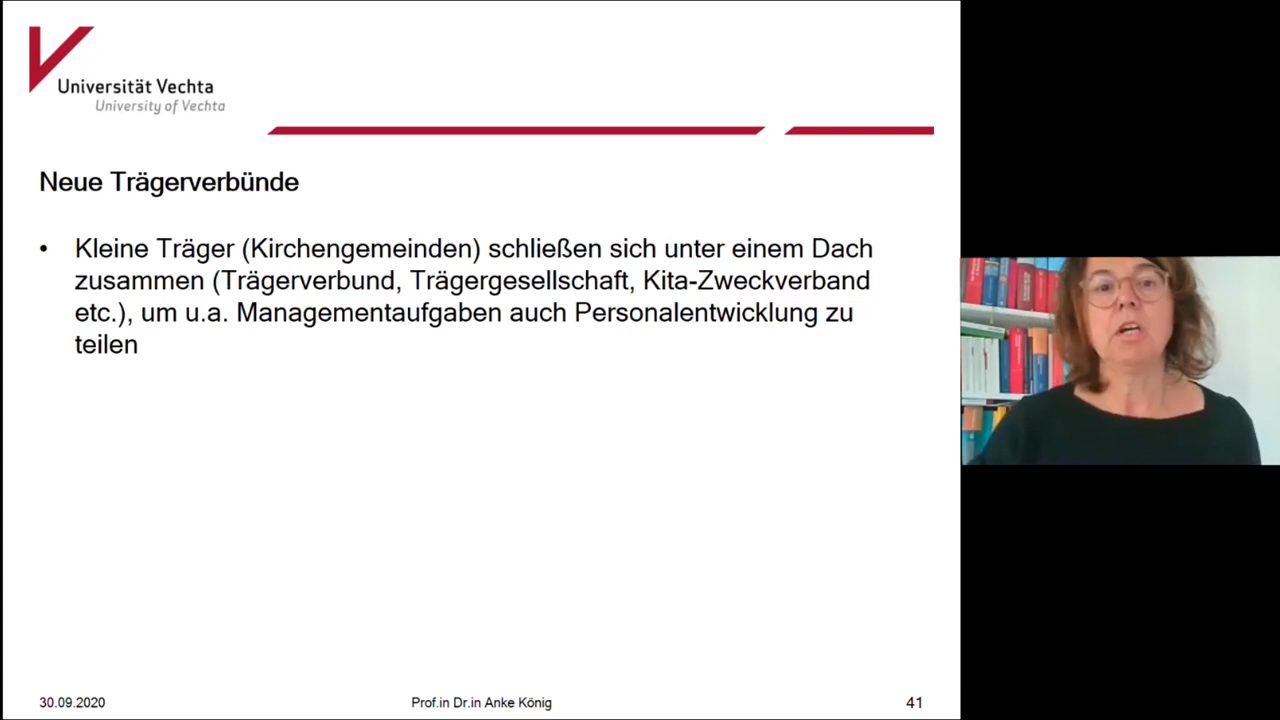 Universität Vechta
University of Vechta
Neue Trägerverbünde
• Kleine Träger (Kirchengemeinden) schließen sich unter einem Dach
zusammen (Trägerverbund, Trägergesellschaft, Kita-Zweckverband
etc.), um u.a. Managementaufgaben auch Personalentwicklung zu
teilen
30.09.2020
Prof.in Dr.in Anke König
41